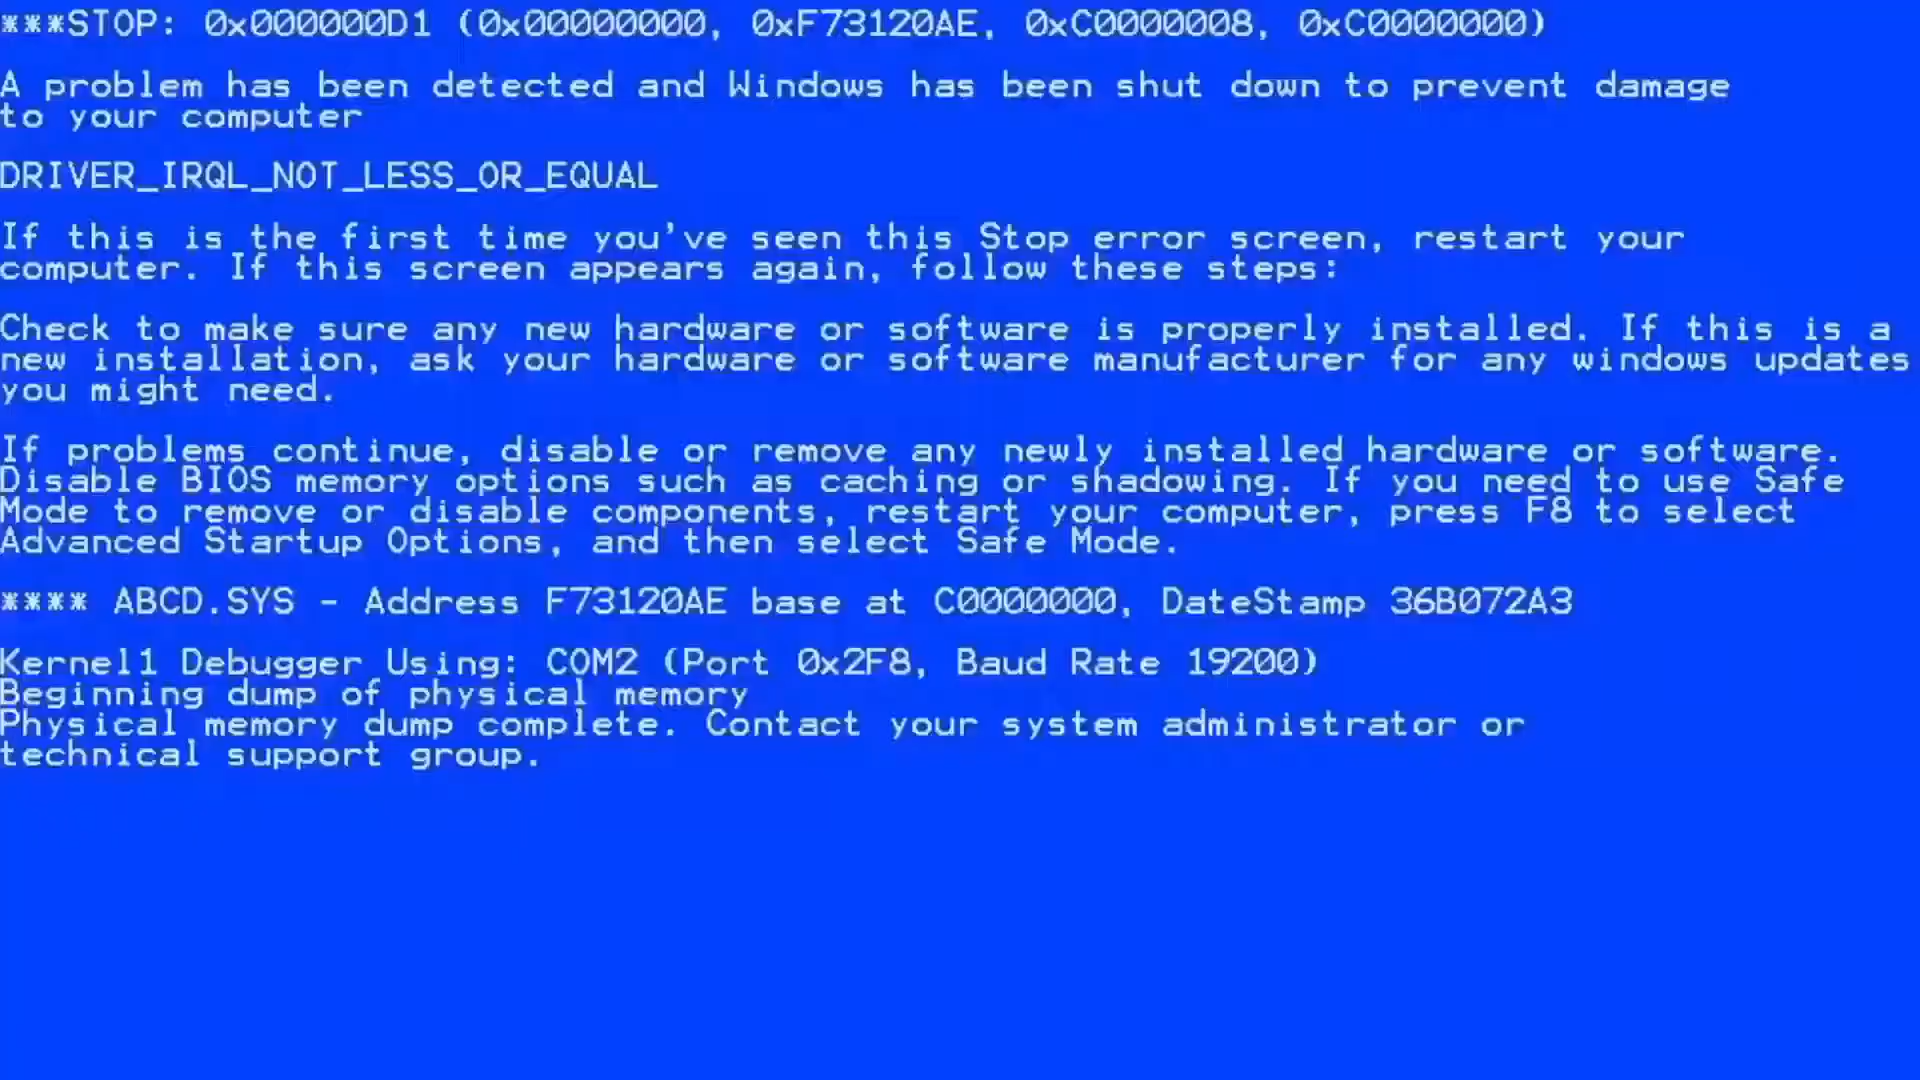 ***STOP: 0x000000D1 (0x00000000, 0xF73120AE, 0xC0000008, 0xC0000000)
A problem has been detected and Windows has been shut down to prevent damage
to your computer
DRIVER_IRQL_NOT_LESS_OR_EQUAL
If this is the first time you've seen this Stop error screen, restart your
computer. If this screen appears again, follow these steps:
Check to make sure any new hardware or software is properly installed. If this is a
new installation, ask your hardware or software manufacturer for any windows updates
you might need.
If problems continue, disable or remove any newly installed hardware or software.
Disable BIOS memory options such as caching or shadowing. If you need to use Safe
Mode to remove or disable components, restart your computer, press F8 to select
Advanced Startup Options, and then select Safe Mode.
**** ABCD.SYS - Address F73120AE base at C0000000, DateStamp 36B072A3
Kernel1 Debugger Using: COM2 (Port 0x2F8, Baud Rate 19200)
Beginning dump of physical memory
Physical memory dump complete. Contact your system administrator or
technical support group.